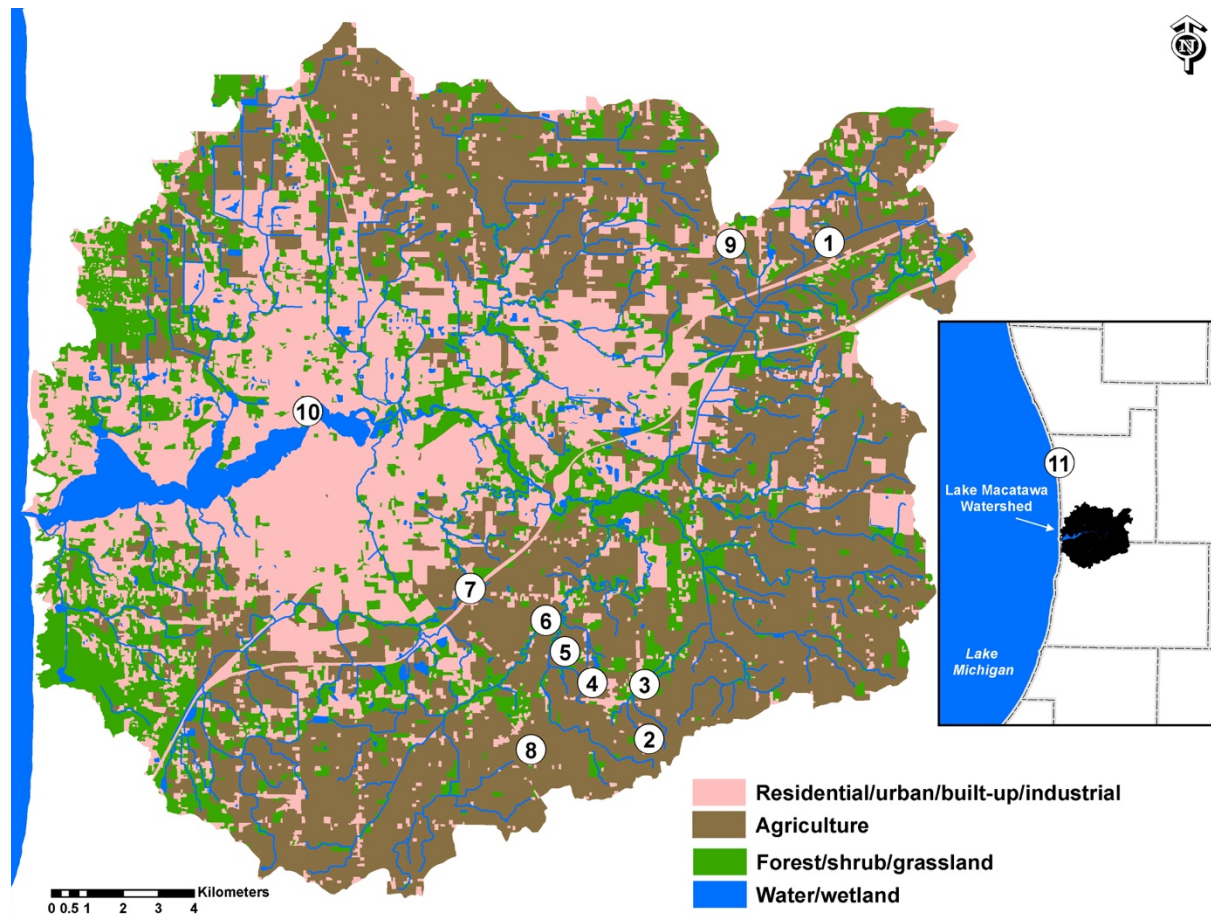 N
9
1
10
11
Lake Macatawa
Watershed
7
6
5
4
3
Lake
Michigan
2
8
Residential/urban/built-up/industrial
Agriculture
Forest/shrub/grassland
Water/wetland
Kilometers
0 0.5 1 2 3 4